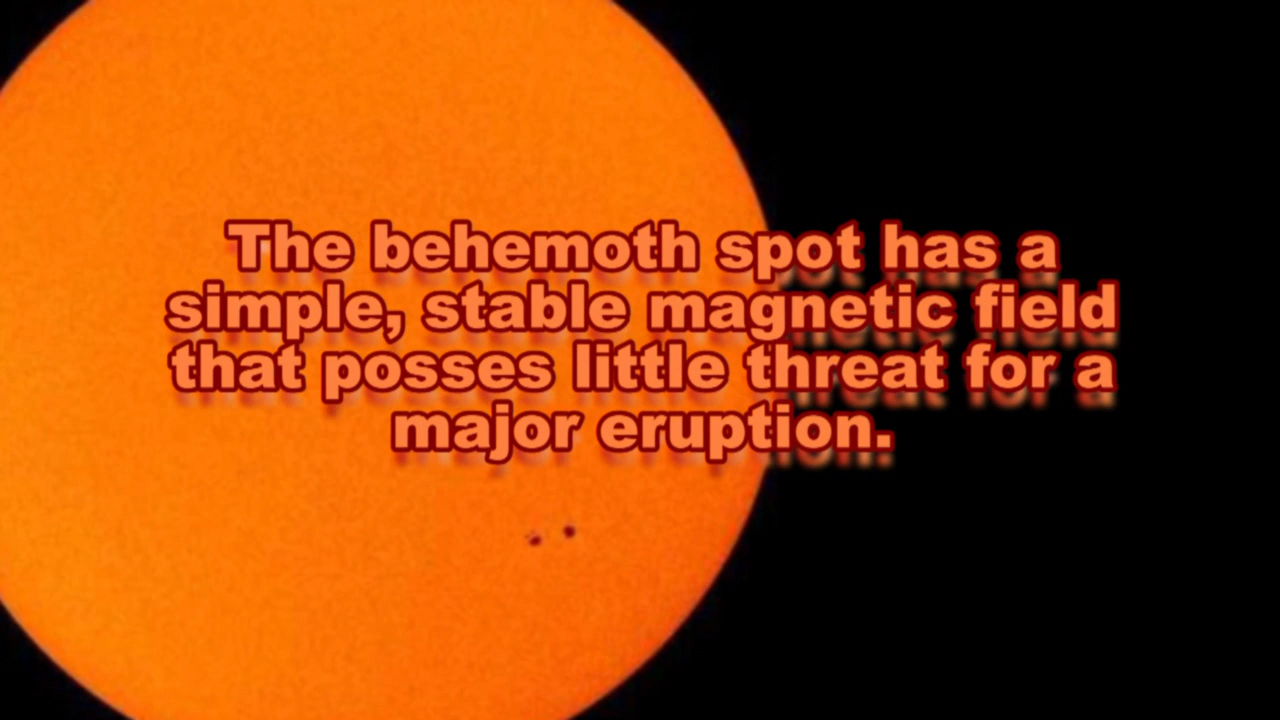 The behemoth spot has a
simple, stable magnetic field
that posses little threat for a
major eruption.